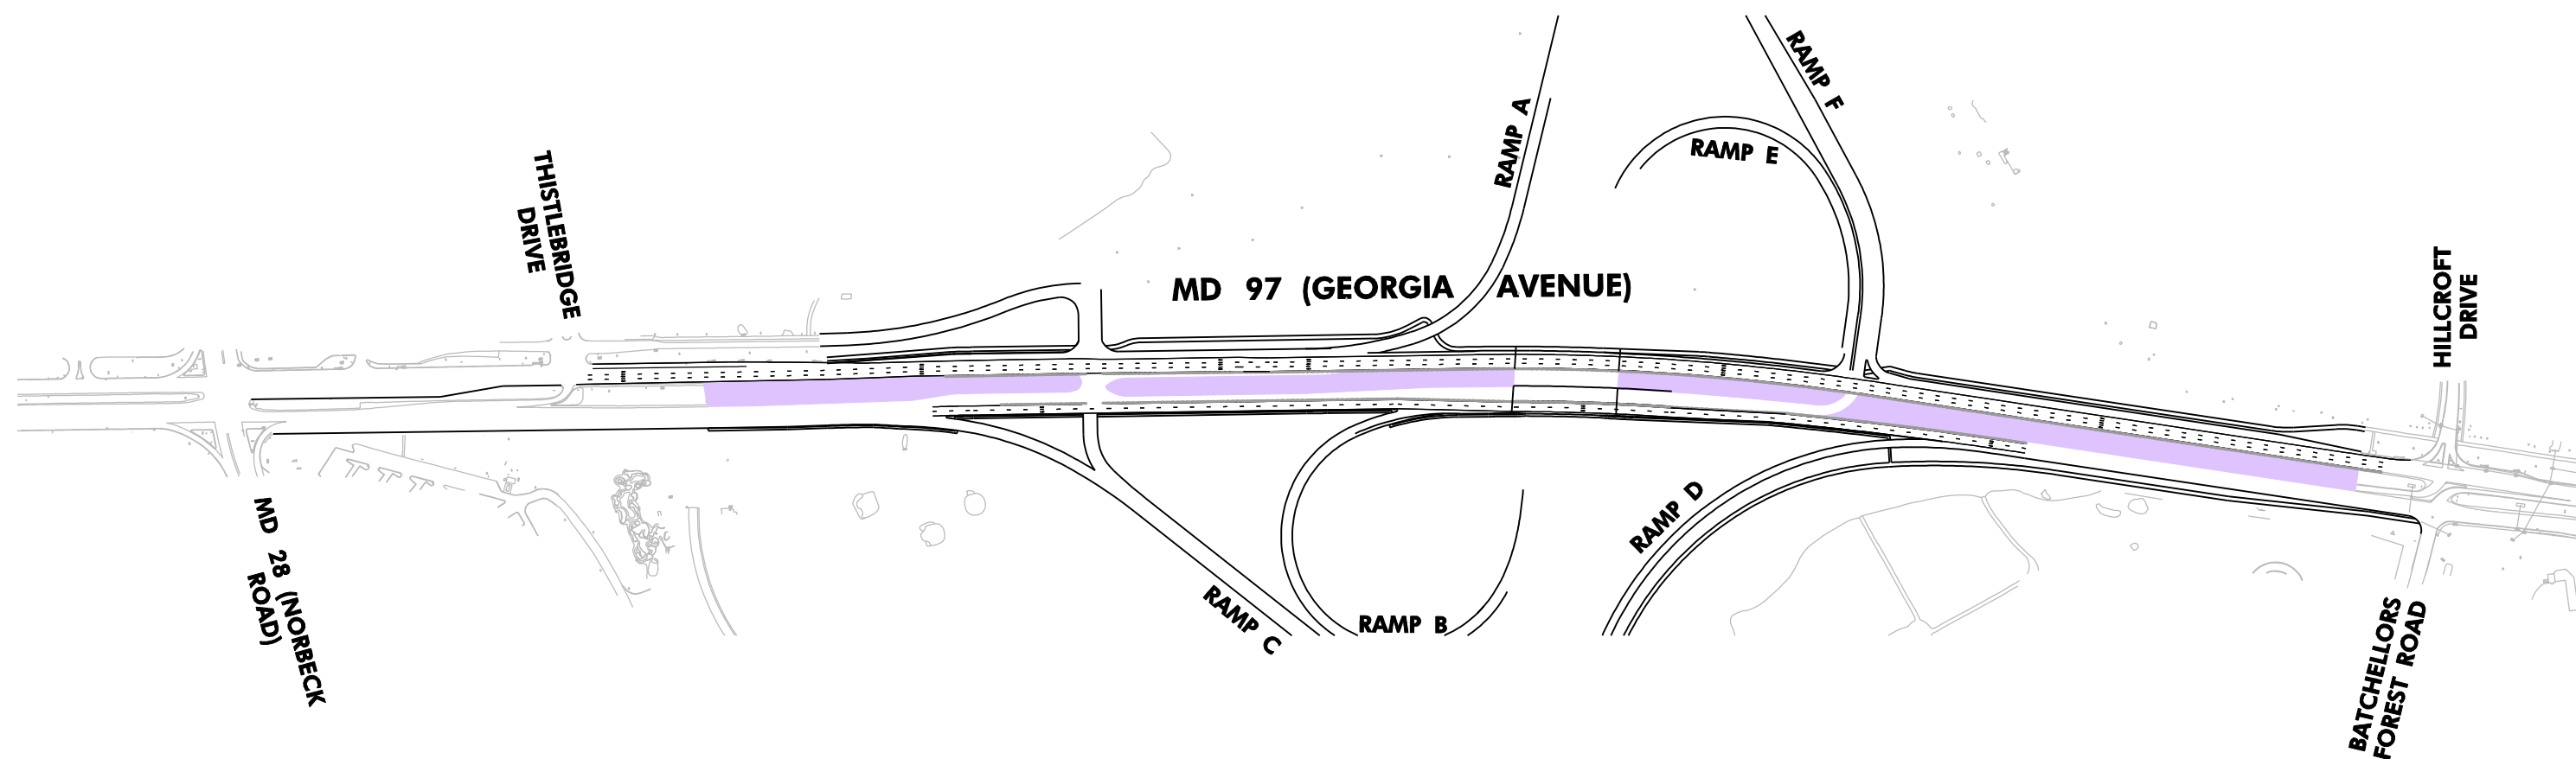 RAMP F
RAMP A
RAMP E
THISTLEBRIDGE
DRIVE
MD 97 (GEORGIA AVENUE)
HILLCROFT
DRIVE
MD 28 (NORBECK
ROAD)
RAMP D
RAMP C
RAMP B
BATCHELLORS
FOREST ROAD